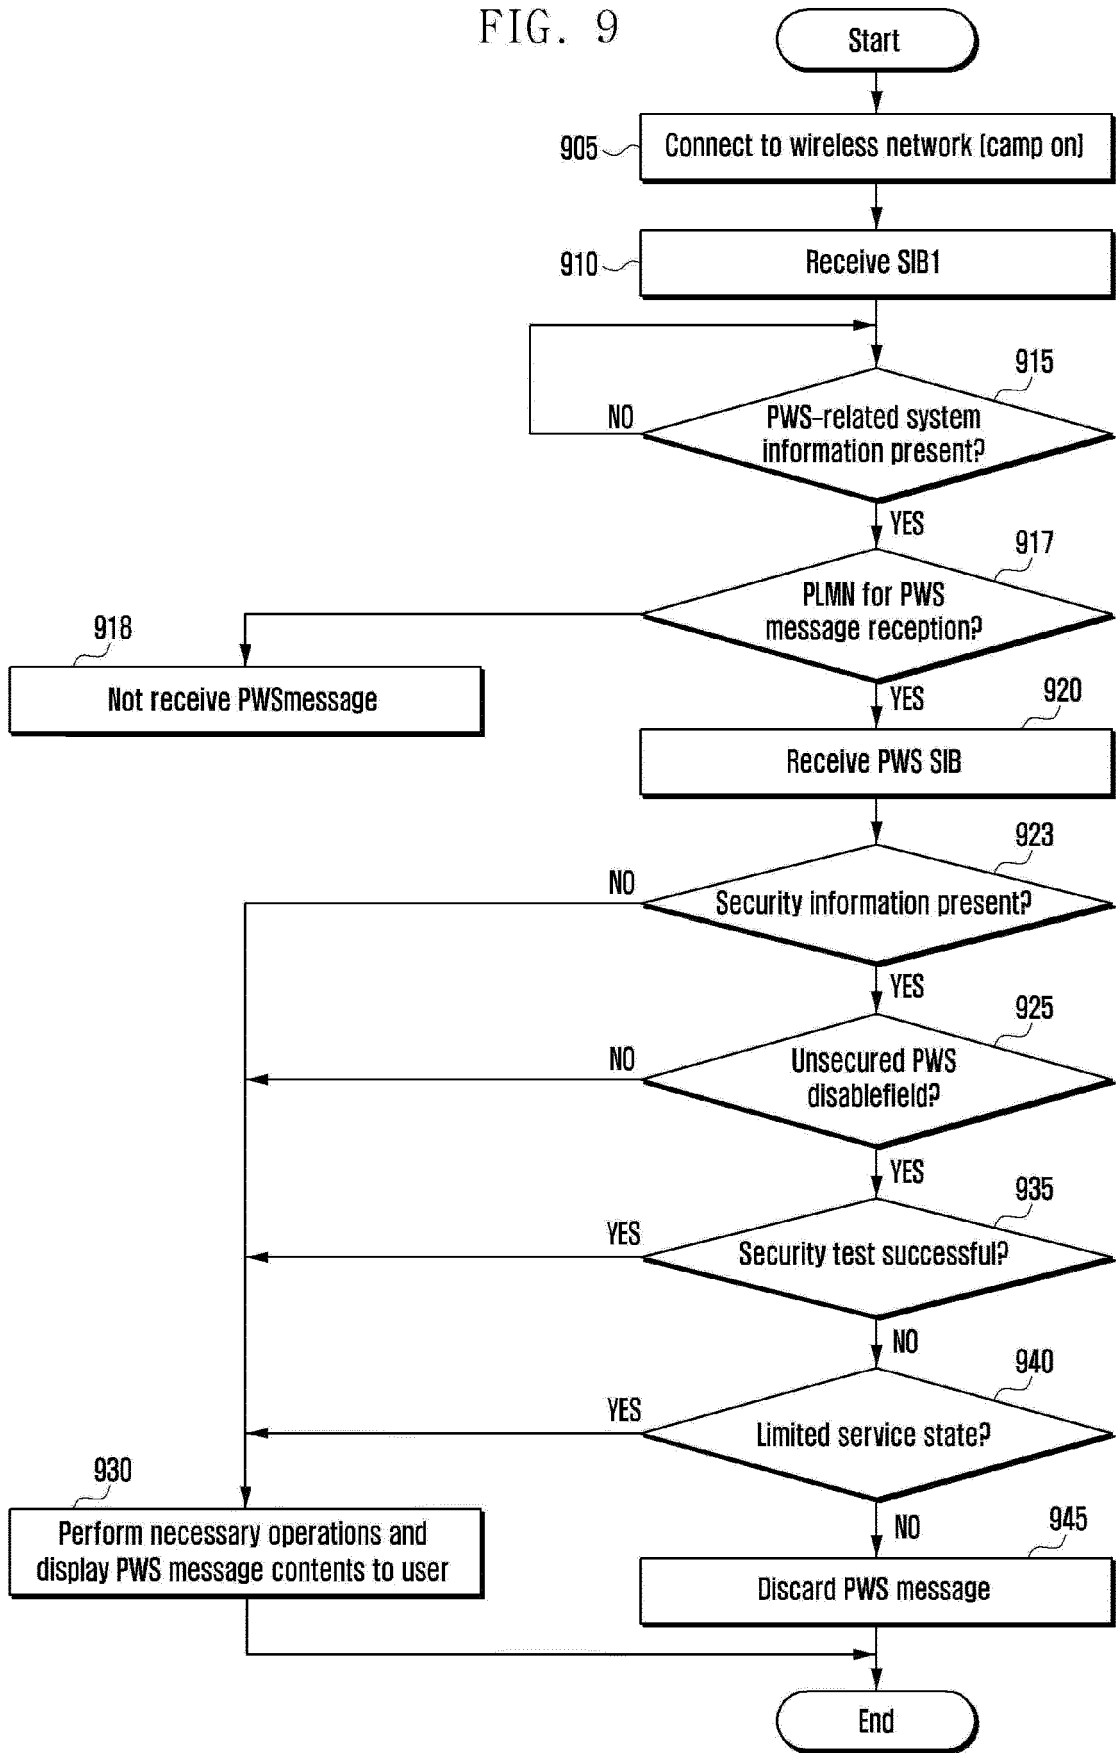 FIG. 9
Start
905
Connect to wireless network (camp on)
910
Receive SIB1
915
PWS-related system
information present?
NO
YES
917
PLMN for PWS
message reception?
918
Not receive PWSmessage
YES
920
Receive PWS SIB
923
Security information present?
NO
YES
925
Unsecured PWS
disablefield?
NO
YES
935
Security test successful?
YES
NO
940
Limited service state?
YES
NO
930
Perform necessary operations and
display PWS message contents to user
945
Discard PWS message
End